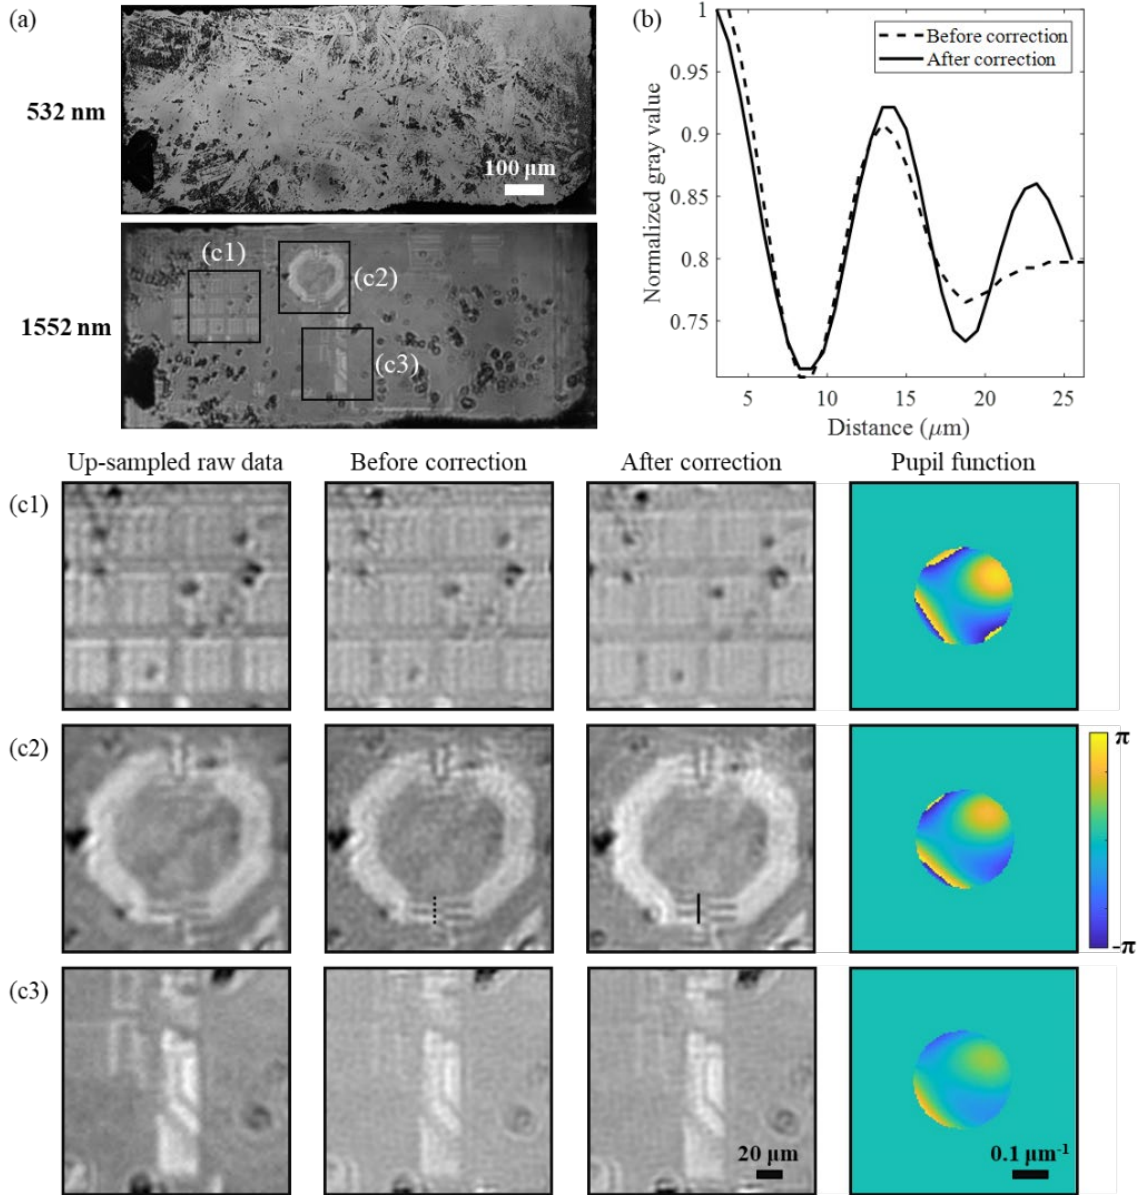 (a)
532 nm
100 μm
1552 nm
(c1)
(c2)
(c3)
(b)
Before correction
After correction
Normalized gray value
1
0.95
0.9
0.85
0.8
0.75
5 10 15 20 25
Distance (μm)
Up-sampled raw data Before correction After correction Pupil function
(c1)
(c2)
π
-π
(c3)
20 μm
0.1 μm⁻¹